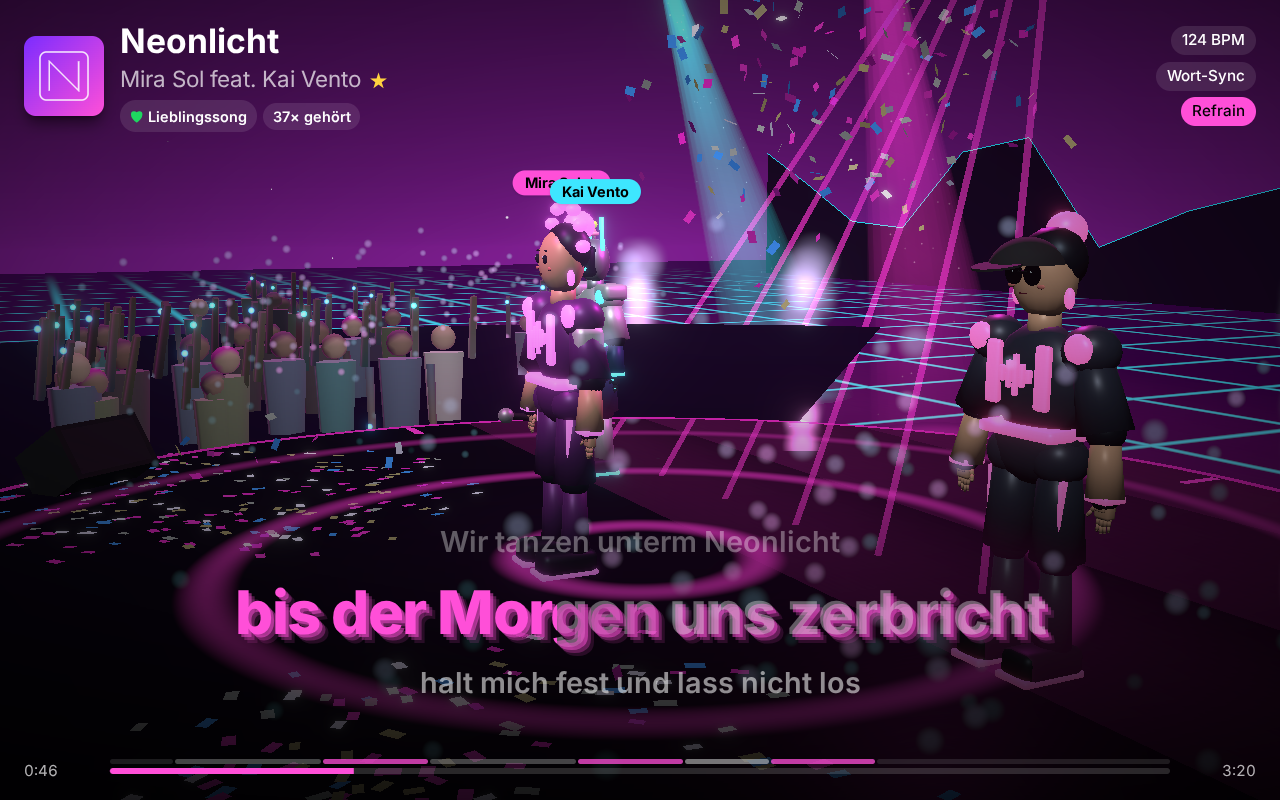 Neonlicht
Mira Sol feat. Kai Vento
Lieblingssong
37× gehört
124 BPM
Wort-Sync
Refrain
Mira
Kai Vento
Wir tanzen unterm Neonlicht
bis der Morgen uns zerbricht
halt mich fest und lass nicht los
0:46
3:20